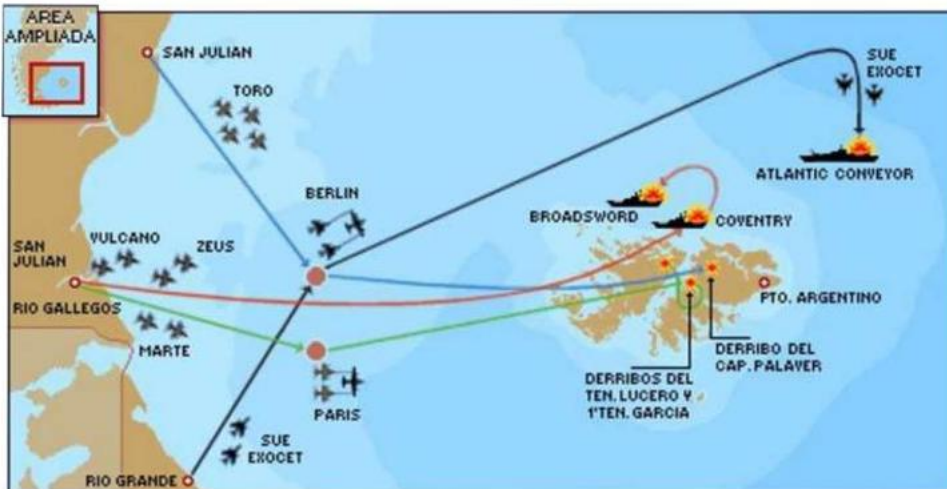 AREA
AMPLIADA
SAN JULIAN
TORO
SUE
EXOCET
ATLANTIC CONVEYOR
BERLIN
BROADSWORD
COVENTRY
VULCANO
ZEUS
SAN
JULIAN
RIO GALLEGOS
PTO. ARGENTINO
MARTE
DERRIBO DEL
CAP. PALAVER
DERRIBOS DEL
TEN. LUCERO Y
1°TEN. GARCIA
PARIS
SUE
EXOCET
RIO GRANDE